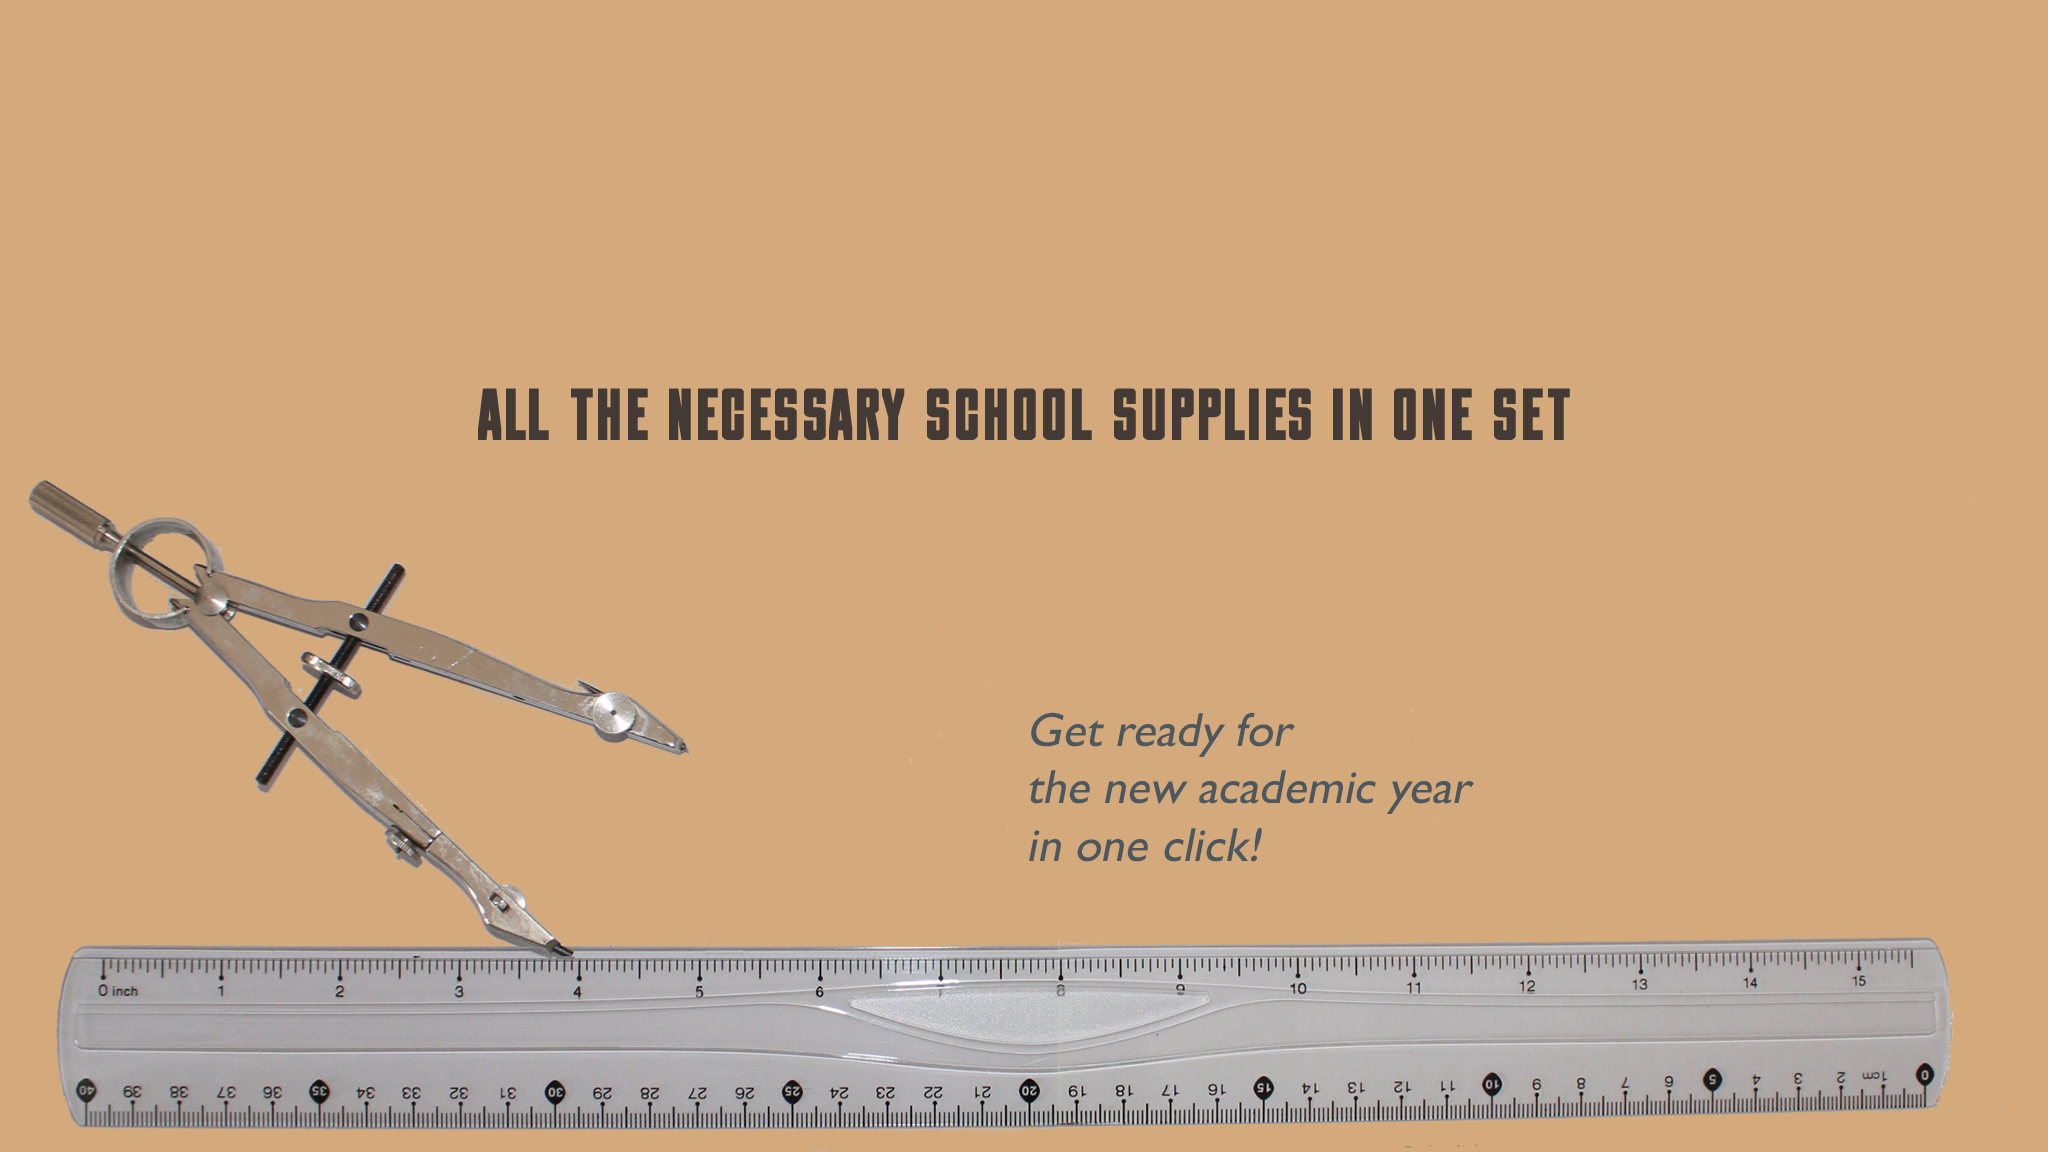 ALL THE NECESSARY SCHOOL SUPPLIES IN ONE SET
Get ready for
the new academic year
in one click!
0 inch 1 2 3 4 5 6 7 8 9 10 11 12 13 14 15
40 39 38 37 36 35 34 33 32 31 30 29 28 27 26 25 24 23 22 21 20 19 18 17 16 15 14 13 12 11 10 9 8 7 6 5 4 3 2 1cm 0